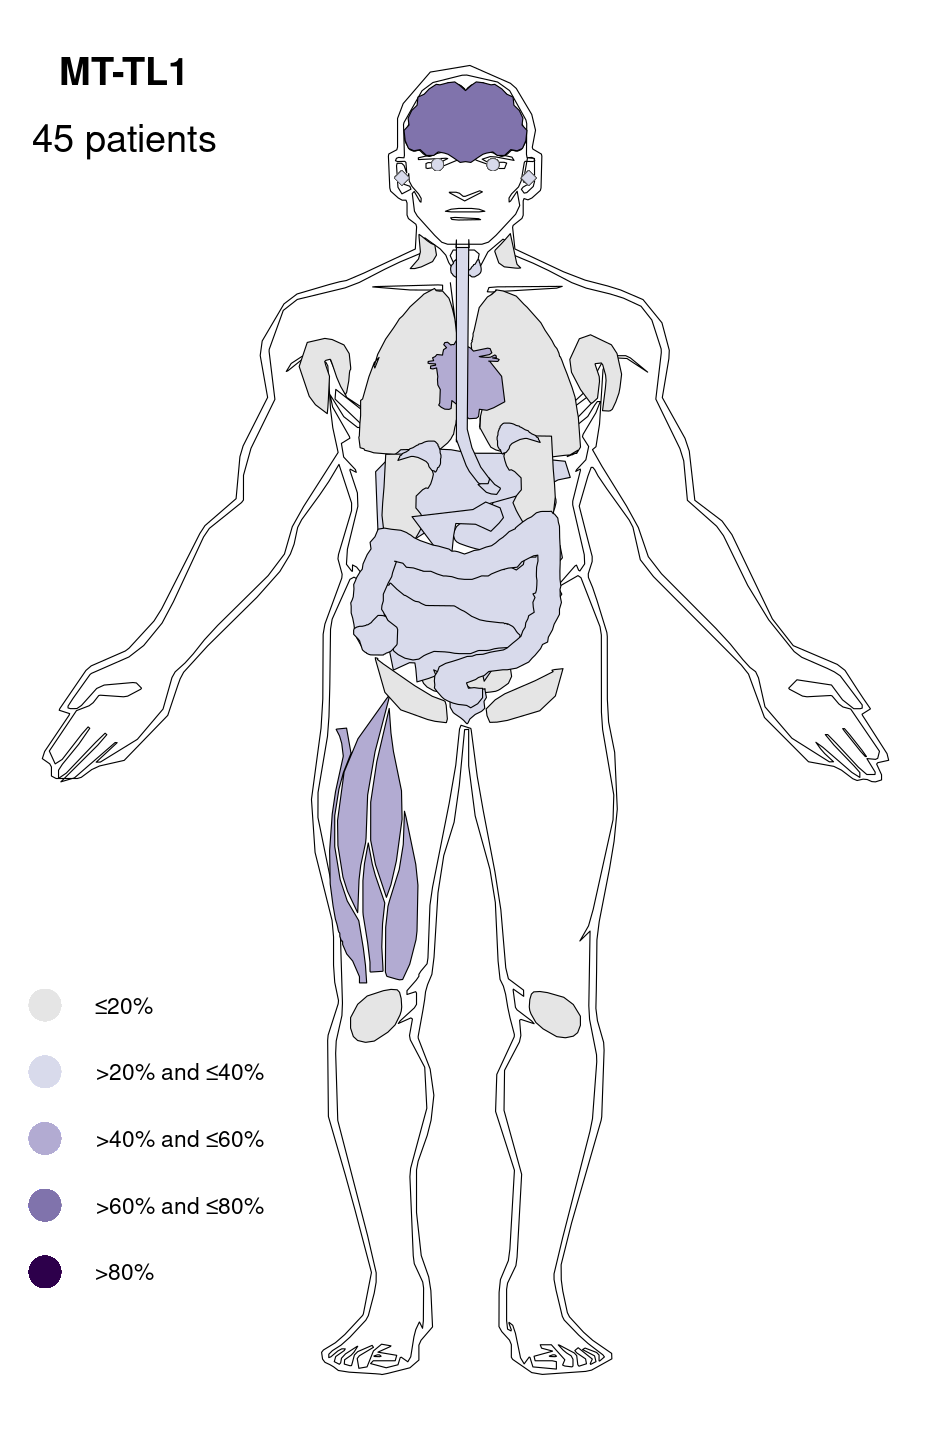 MT-TL1
45 patients
≤20%
>20% and ≤40%
>40% and ≤60%
>60% and ≤80%
>80%